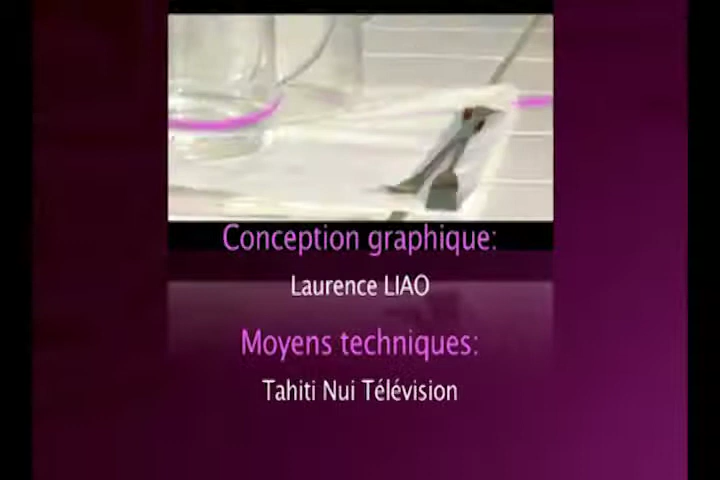 Conception graphique:
Laurence LIAO
Moyens techniques:
Tahiti Nui Télévision